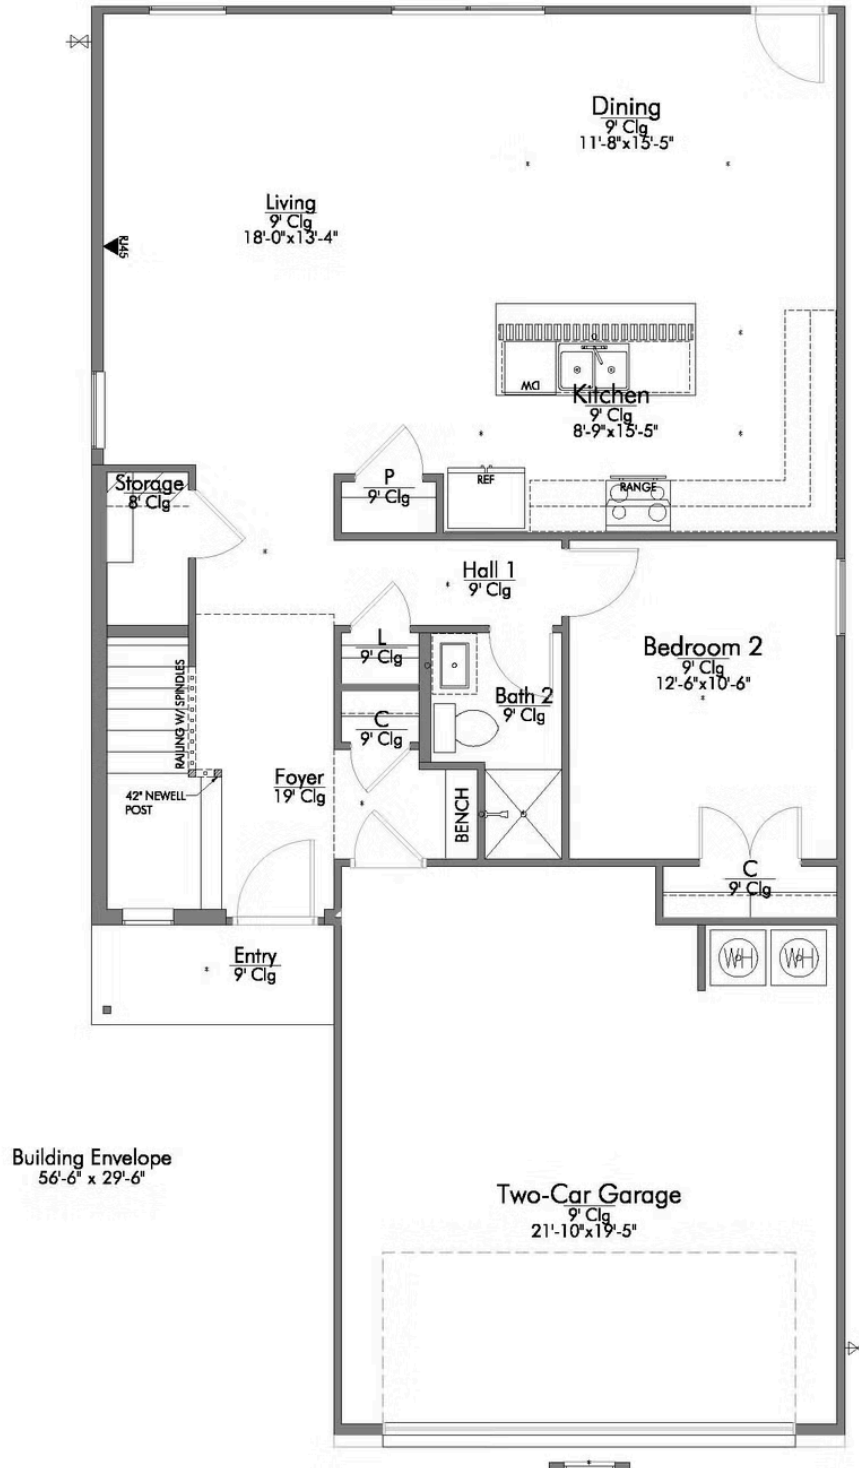 Dining
9' Clg
11'-8"x15'-5"
Living
9' Clg
18'-0"x13'-4"
RJ45
DW
Kitchen
9' Clg
8'-9"x15'-5"
P
9' Clg
REF
RANGE
Storage
8' Clg
Hall 1
9' Clg
L
9' Clg
Bedroom 2
9' Clg
12'-6"x10'-6"
Bath 2
9' Clg
C
9' Clg
RAILING W/ SPINDLES
Foyer
19' Clg
42" NEWELL
POST
BENCH
C
9' Clg
Entry
9' Clg
WH
WH
Building Envelope
56'-6" x 29'-6"
Two-Car Garage
9' Clg
21'-10"x19'-5"